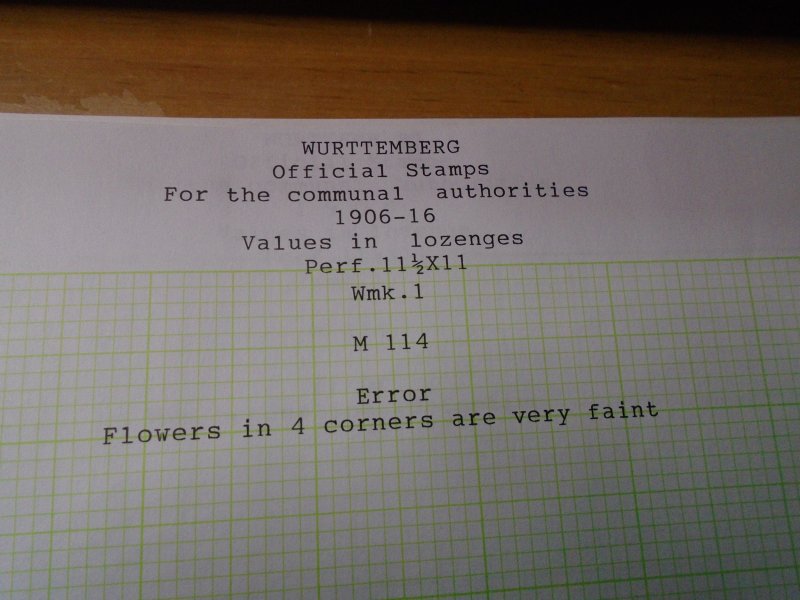 WURTTEMBERG
Official Stamps
For the communal authorities
1906-16
Values in lozenges
Perf.11½X11
Wmk.1
M 114
Error
Flowers in 4 corners are very faint